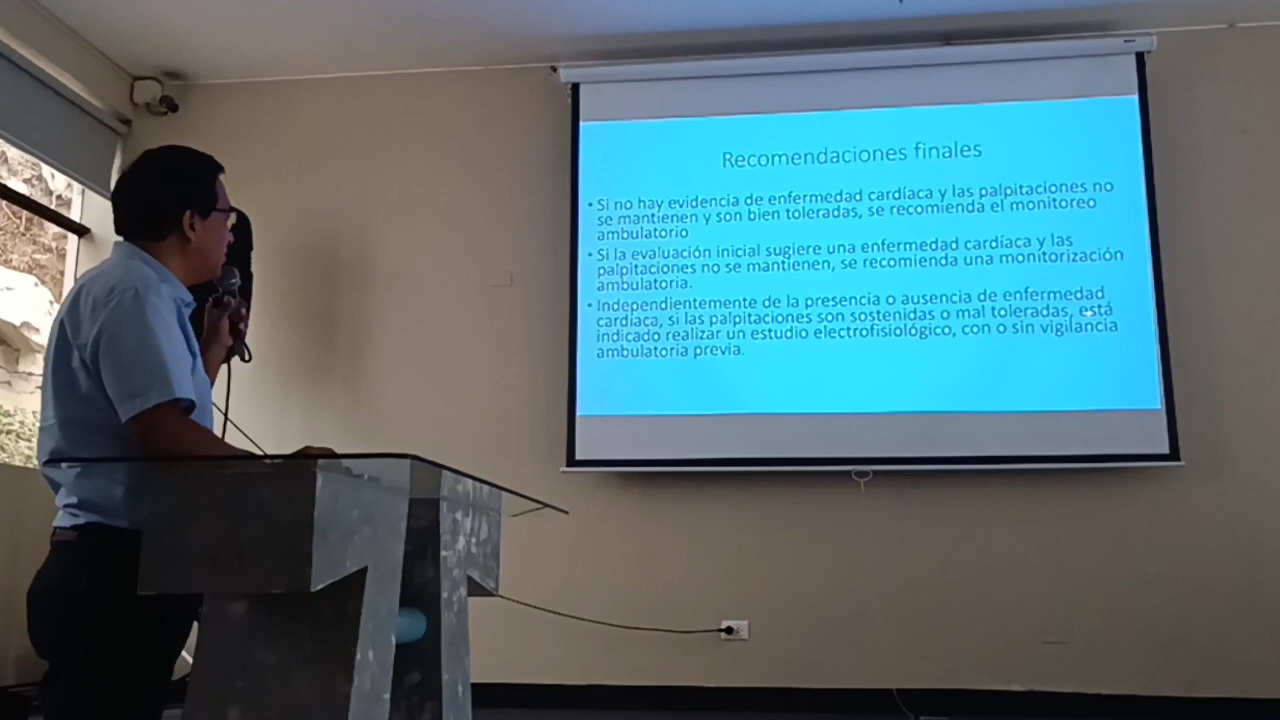 Recomendaciones finales
• Si no hay evidencia de enfermedad cardíaca y las palpitaciones no
se mantienen y son bien toleradas, se recomienda el monitoreo
ambulatorio
• Si la evaluación inicial sugiere una enfermedad cardíaca y las
palpitaciones no se mantienen, se recomienda una monitorización
ambulatoria.
• Independientemente de la presencia o ausencia de enfermedad
cardíaca, si las palpitaciones son sostenidas o mal toleradas, está
indicado realizar un estudio electrofisiológico, con o sin vigilancia
ambulatoria previa.